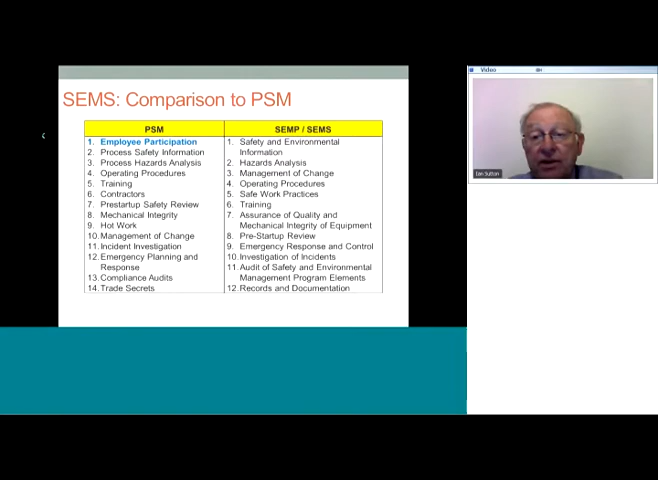 SEMS: Comparison to PSM
PSM
1. Employee Participation
2. Process Safety Information
3. Process Hazards Analysis
4. Operating Procedures
5. Training
6. Contractors
7. Prestartup Safety Review
8. Mechanical Integrity
9. Hot Work
10. Management of Change
11. Incident Investigation
12. Emergency Planning and
Response
13. Compliance Audits
14. Trade Secrets
SEMP / SEMS
1. Safety and Environmental
Information
2. Hazards Analysis
3. Management of Change
4. Operating Procedures
5. Safe Work Practices
6. Training
7. Assurance of Quality and
Mechanical Integrity of Equipment
8. Pre-Startup Review
9. Emergency Response and Control
10. Investigation of Incidents
11. Audit of Safety and Environmental
Management Program Elements
12. Records and Documentation
Video
Ian Sutton